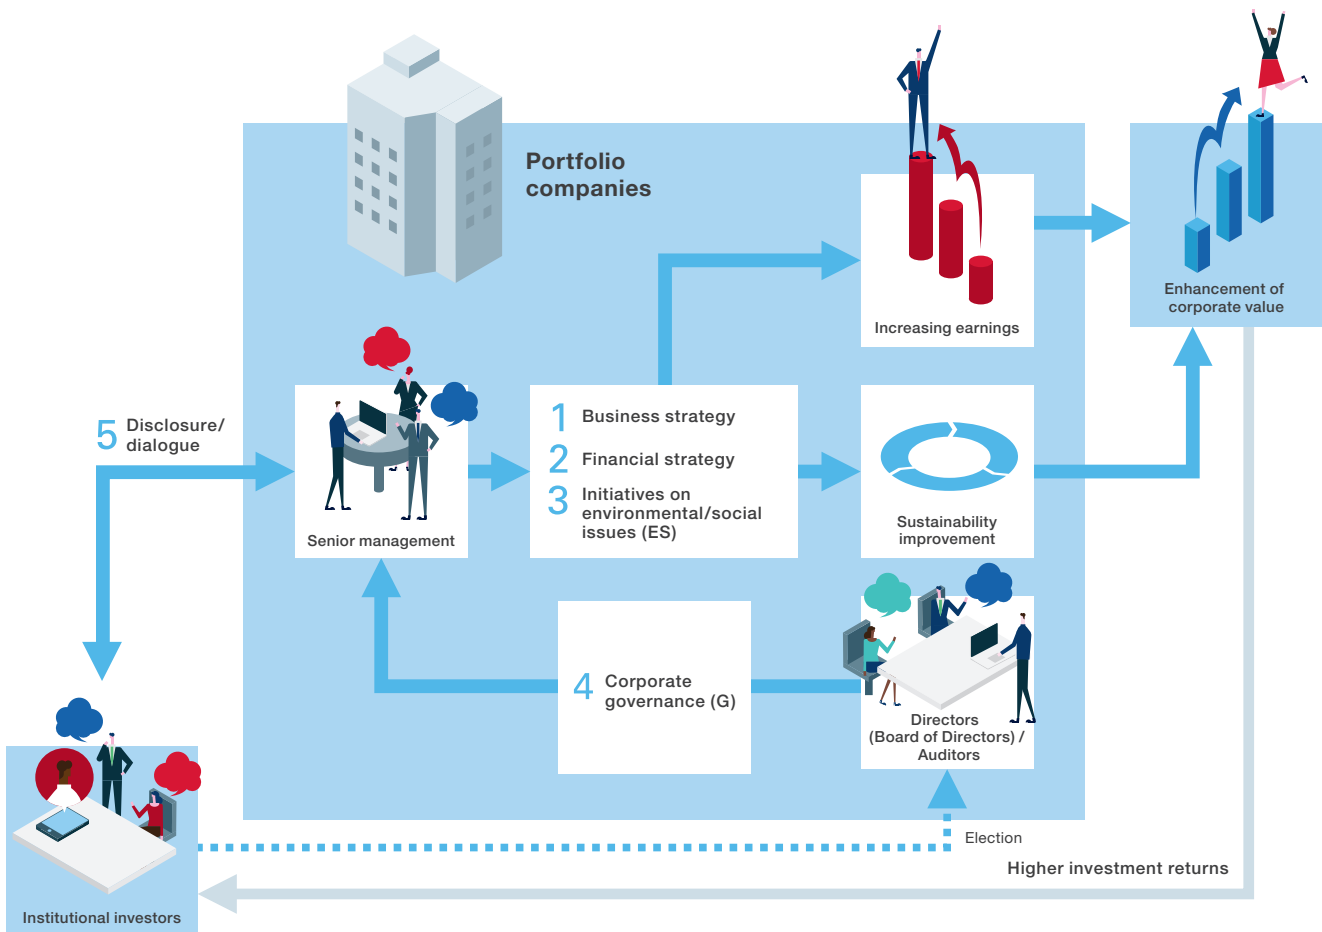 Portfolio
companies
Increasing earnings
Enhancement of
corporate value
5 Disclosure/
dialogue
Senior management
1 Business strategy
2 Financial strategy
3 Initiatives on
environmental/social
issues (ES)
Sustainability
improvement
4 Corporate
governance (G)
Directors
(Board of Directors) /
Auditors
Election
Higher investment returns
Institutional investors